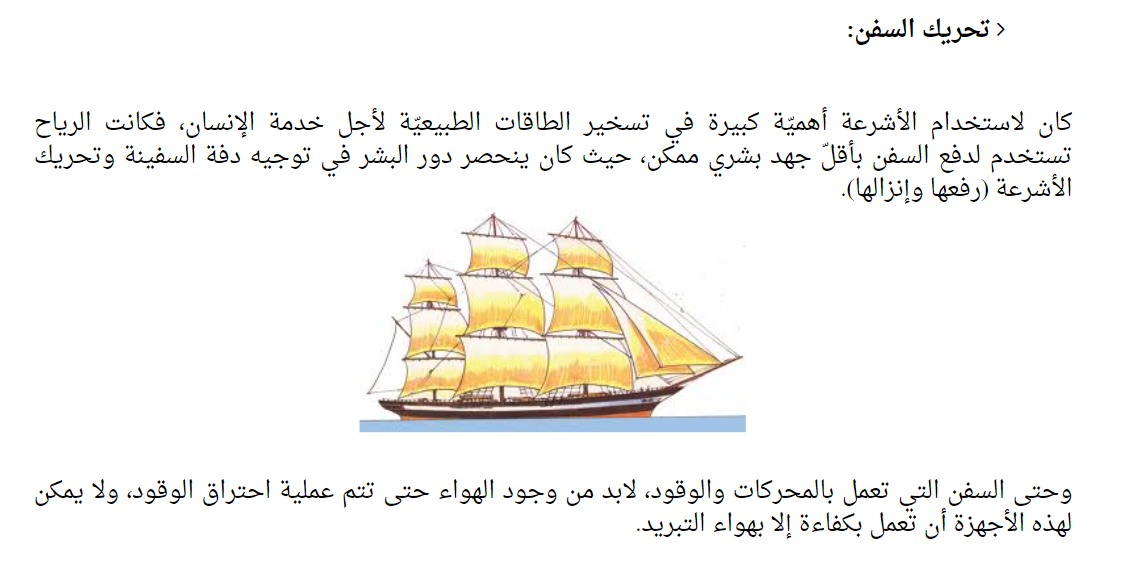 › تحريك السفن:
كان لاستخدام الأشرعة أهميّة كبيرة في تسخير الطاقات الطبيعيّة لأجل خدمة الإنسان، فكانت الرياح
تستخدم لدفع السفن بأقلّ جهد بشري ممكن، حيث كان ينحصر دور البشر في توجيه دفة السفينة وتحريك
الأشرعة (رفعها وإنزالها).
وحتى السفن التي تعمل بالمحركات والوقود، لابد من وجود الهواء حتى تتم عملية احتراق الوقود، ولا يمكن
لهذه الأجهزة أن تعمل بكفاءة إلا بهواء التبريد.